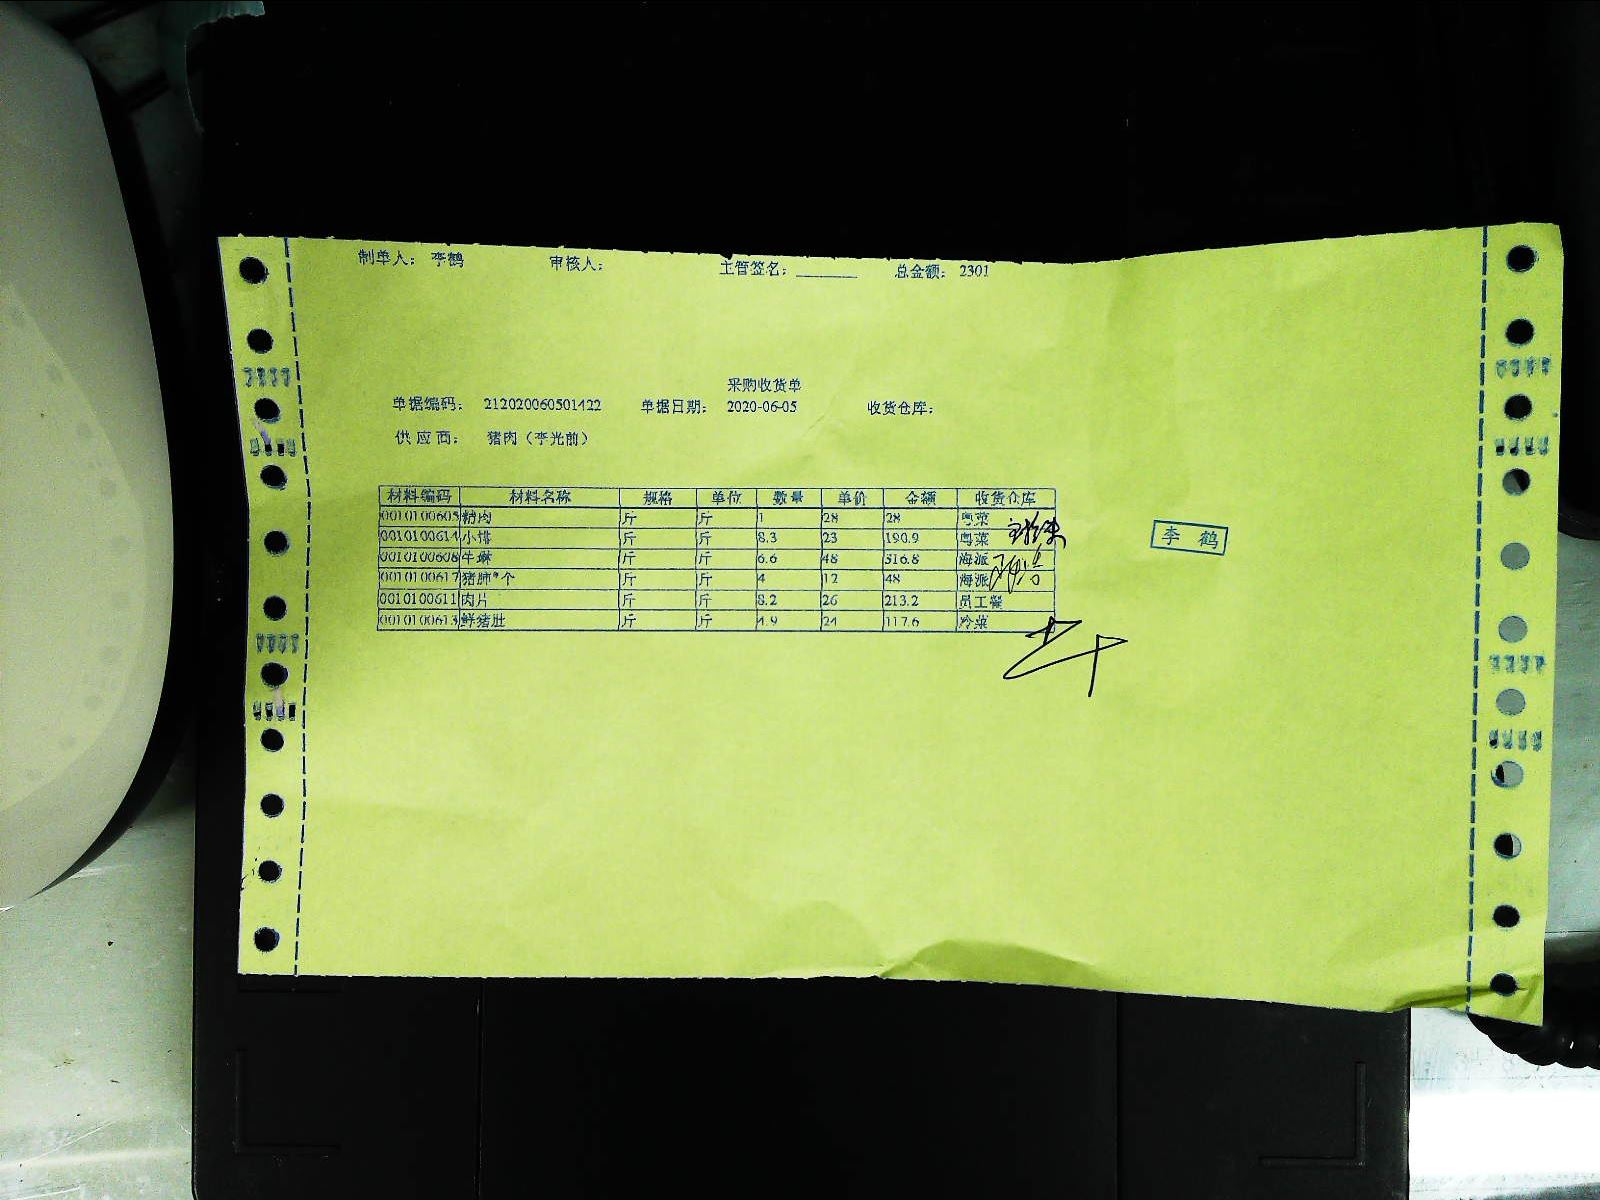 制单人： 李鹤 审核人： 主管签名：________ 总金额： 2301
采购收货单
单据编码： 212020060501422 单据日期： 2020-06-05 收货仓库：
供应商： 猪肉（李光前）
材料编码 材料名称 规格 单位 数量 单价 金额 收货仓库
0010100605 精肉 斤 斤 1 28 28 粤菜
0010100614 小排 斤 斤 8.3 23 190.9 粤菜
李 鹤
0010100608 牛琳 斤 斤 6.6 48 316.8 海派
0010100617 猪肺*个 斤 斤 4 12 48 海派
0010100611 肉片 斤 斤 8.2 26 213.2 员工餐
0010100613 鲜猪肚 斤 斤 4.9 24 117.6 冷菜